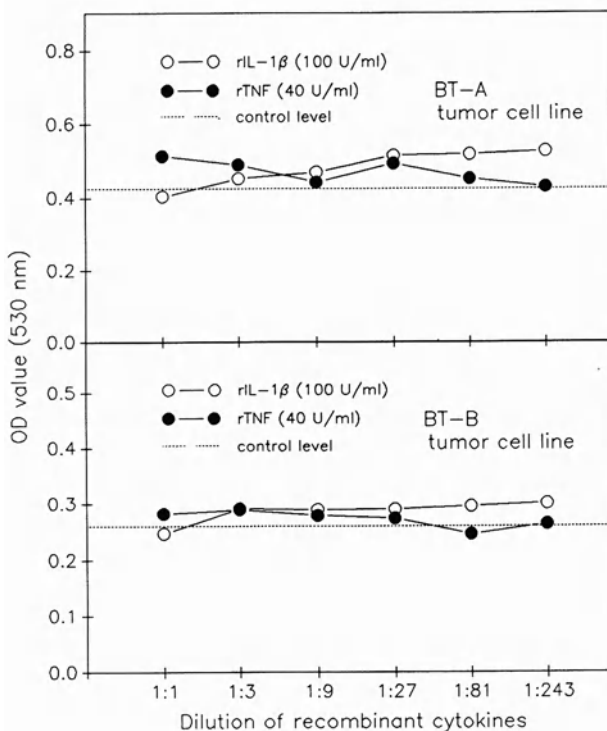 0.8
0.6
0.4
0.2
0.0
rIL-1β (100 U/ml)
rTNF (40 U/ml)
control level
BT-A
tumor cell line
OD value (530 nm)
0.5
0.4
0.3
0.2
0.1
0.0
rIL-1β (100 U/ml)
rTNF (40 U/ml)
control level
BT-B
tumor cell line
1:1 1:3 1:9 1:27 1:81 1:243
Dilution of recombinant cytokines